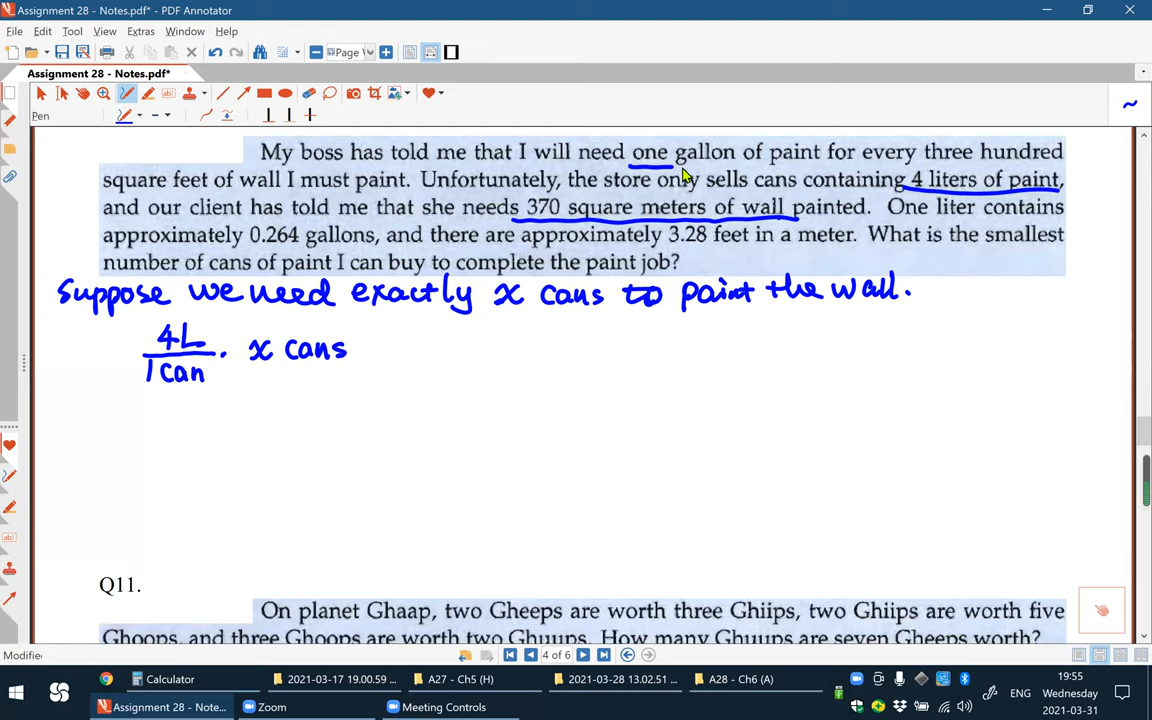 Assignment 28 - Notes.pdf* - PDF Annotator
File Edit Tool View Extras Window Help
Page
Assignment 28 - Notes.pdf*
Pen
My boss has told me that I will need one gallon of paint for every three hundred
square feet of wall I must paint. Unfortunately, the store only sells cans containing 4 liters of paint,
and our client has told me that she needs 370 square meters of wall painted. One liter contains
approximately 0.264 gallons, and there are approximately 3.28 feet in a meter. What is the smallest
number of cans of paint I can buy to complete the paint job?
Suppose we need exactly x cans to paint the wall.
4L
1 can
· x cans
Q11.
On planet Ghaap, two Gheeps are worth three Ghiips, two Ghiips are worth five
Ghoops, and three Ghoops are worth two Ghuups. How many Ghuups are seven Gheeps worth?
Modifie
4 of 6
Calculator
2021-03-17 19.00.59
A27 - Ch5 (H)
2021-03-28 13.02.51
A28 - Ch6 (A)
19:55
Wednesday
2021-03-31
ENG
Assignment 28 - Note...
Zoom
Meeting Controls